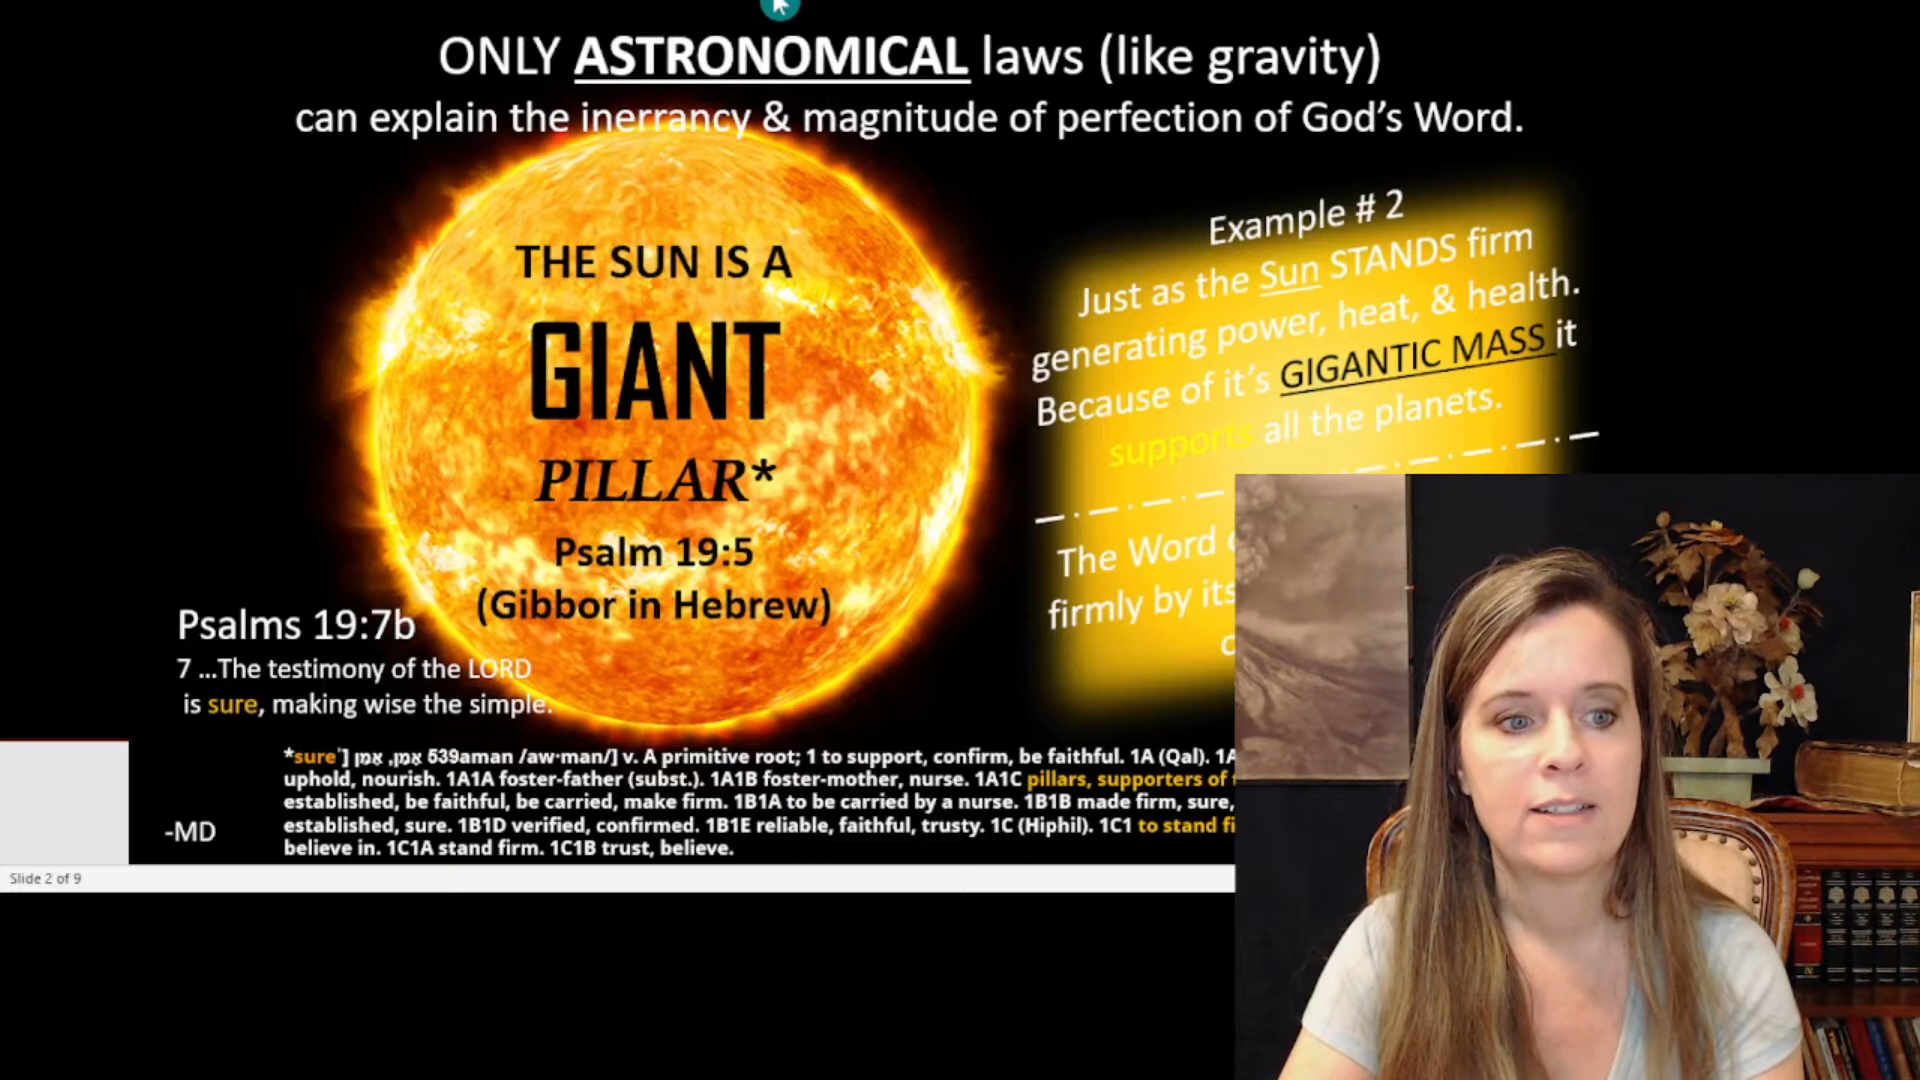 ONLY ASTRONOMICAL laws (like gravity)
can explain the inerrancy & magnitude of perfection of God's Word.
THE SUN IS A
GIANT
PILLAR*
Psalm 19:5
(Gibbor in Hebrew)
Example # 2
Just as the Sun STANDS firm
generating power, heat, & health.
Because of it's GIGANTIC MASS it
supports all the planets.
The Word
firmly by its
Psalms 19:7b
7 ...The testimony of the LORD
is sure, making wise the simple.
*sure'] אמן, אמן 539aman /aw·man/] v. A primitive root; 1 to support, confirm, be faithful. 1A (Qal).
uphold, nourish. 1A1A foster-father (subst.). 1A1B foster-mother, nurse. 1A1C pillars, supporters of
established, be faithful, be carried, make firm. 1B1A to be carried by a nurse. 1B1B made firm, sure,
established, sure. 1B1D verified, confirmed. 1B1E reliable, faithful, trusty. 1C (Hiphil). 1C1 to stand
believe in. 1C1A stand firm. 1C1B trust, believe.
-MD
Slide 2 of 9